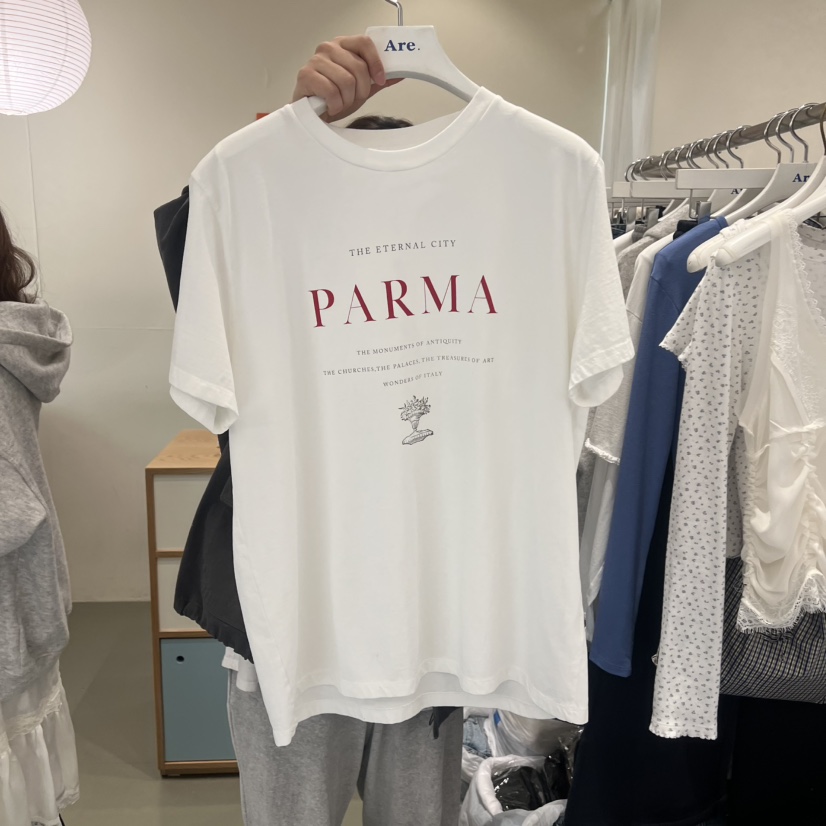 Are.
THE ETERNAL CITY
PARMA
THE MONUMENTS OF ANTIQUITY
THE CHURCHES,THE PALACES,THE TREASURES OF ART
WONDERS OF ITALY
Are.